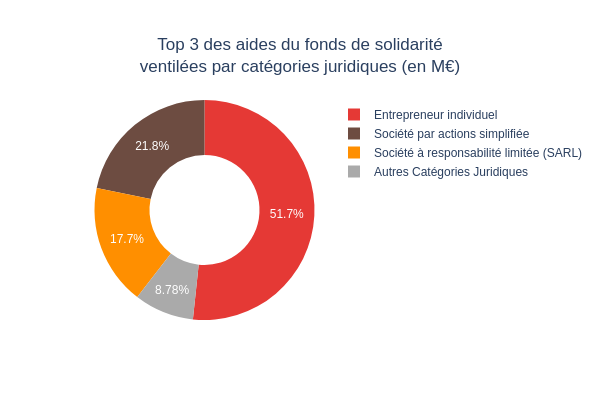 Top 3 des aides du fonds de solidarité
ventilées par catégories juridiques (en M€)
Entrepreneur individuel
Société par actions simplifiée
Société à responsabilité limitée (SARL)
Autres Catégories Juridiques
21.8%
51.7%
17.7%
8.78%